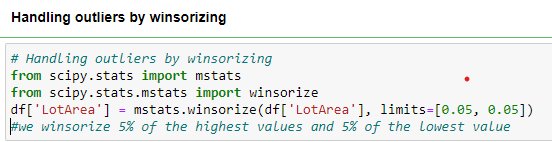 Handling outliers by winsorizing
# Handling outliers by winsorizing
from scipy.stats import mstats
from scipy.stats.mstats import winsorize
df['LotArea'] = mstats.winsorize(df['LotArea'], limits=[0.05, 0.05])
#we winsorize 5% of the highest values and 5% of the lowest value